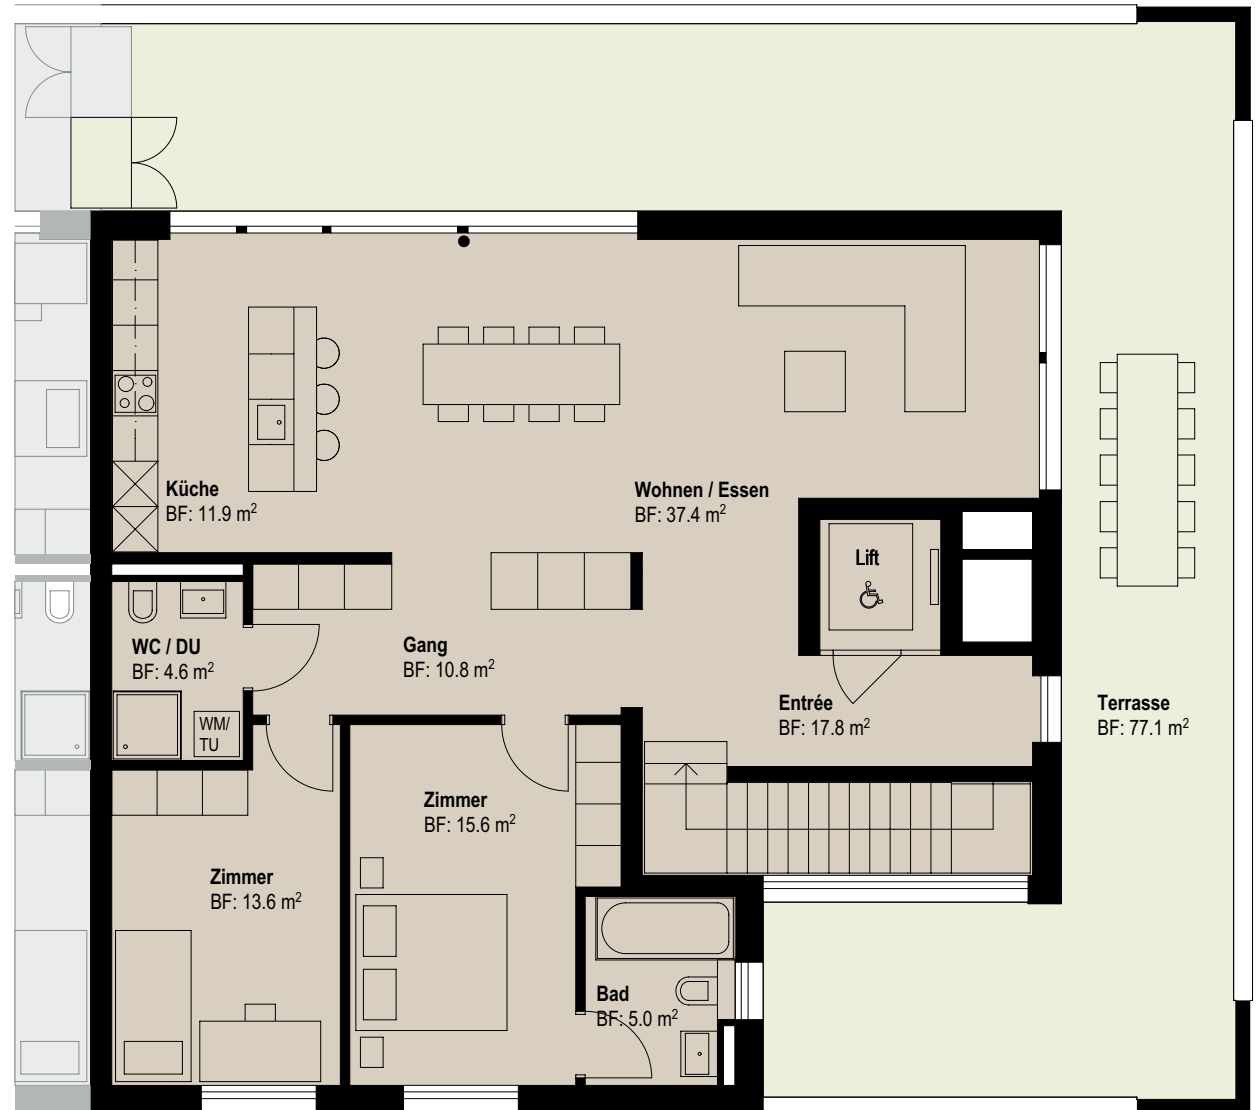 Küche
BF: 11.9 m²
Wohnen / Essen
BF: 37.4 m²
Lift
WC / DU
BF: 4.6 m²
Gang
BF: 10.8 m²
Entrée
BF: 17.8 m²
Terrasse
BF: 77.1 m²
WM/
TU
Zimmer
BF: 15.6 m²
Zimmer
BF: 13.6 m²
Bad
BF: 5.0 m²